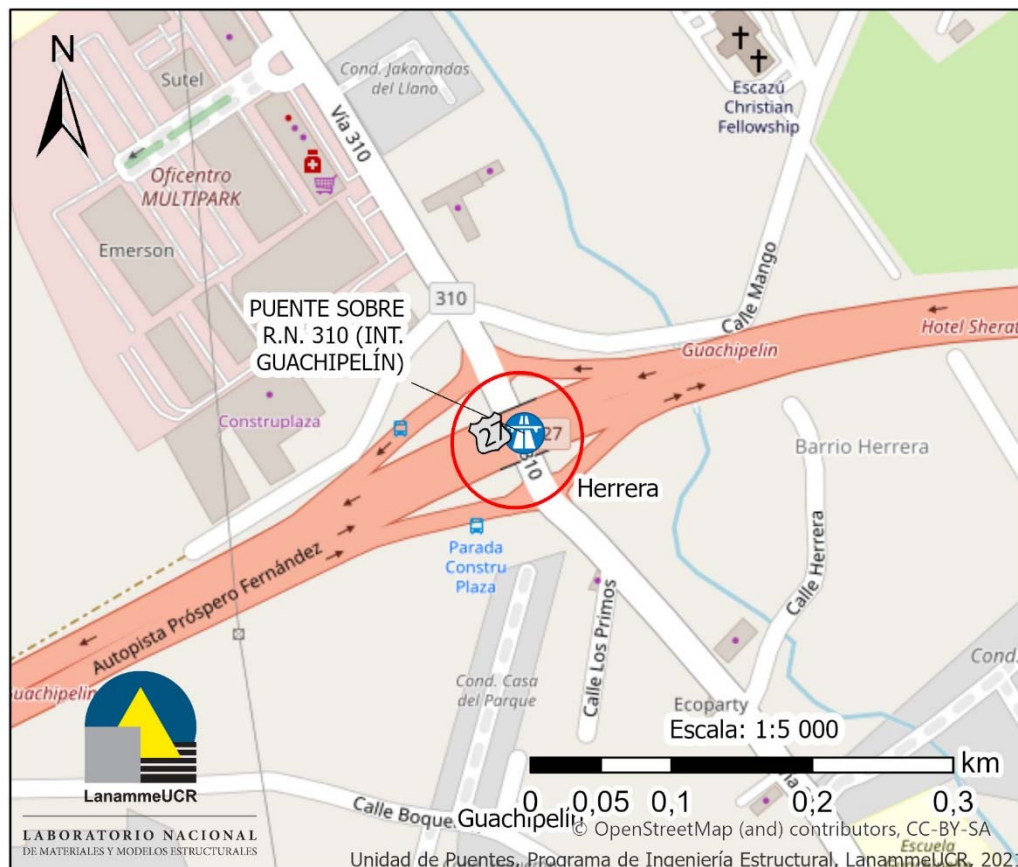 N
Sutel
Cond. Jakarandas
del Llano
Escazú
Christian
Fellowship
Vía 310
Oficentro
MULTIPARK
Emerson
310
Calle Mango
PUENTE SOBRE
R.N. 310 (INT.
GUACHIPELÍN)
Hotel Sherat
Guachipelin
Construplaza
27
27
310
Barrio Herrera
Herrera
Parada
Constru
Plaza
Autopista Próspero Fernández
Calle Herrera
Calle Los Primos
Guachipelin
Cond. Casa
del Parque
Cond.
Ecoparty
Escala: 1:5 000
km
0 0,05 0,1 0,2 0,3
LanammeUCR
LABORATORIO NACIONAL
DE MATERIALES Y MODELOS ESTRUCTURALES
Calle Boque
Guachipelín
© OpenStreetMap (and) contributors, CC-BY-SA
Escuela
Unidad de Puentes, Programa de Ingeniería Estructural, LanammeUCR, 2021